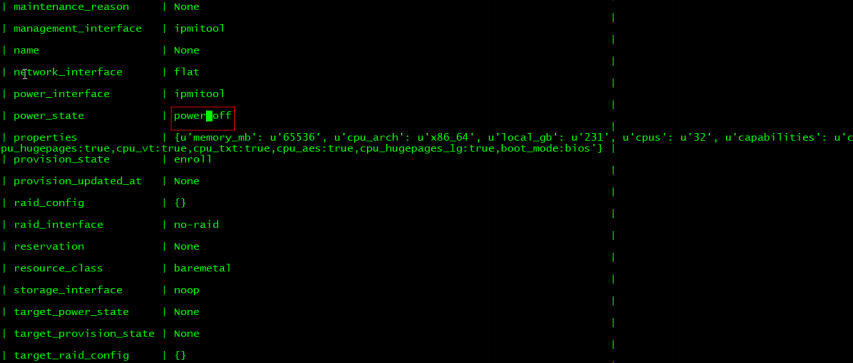 | maintenance_reason | None |
| management_interface | ipmitool |
| name | None |
| network_interface | flat |
| power_interface | ipmitool |
| power_state | power off |
| properties | {u'memory_mb': u'65536', u'cpu_arch': u'x86_64', u'local_gb': u'231', u'cpus': u'32', u'capabilities': u'c
pu_hugepages:true,cpu_vt:true,cpu_txt:true,cpu_aes:true,cpu_hugepages_1g:true,boot_mode:bios'} |
| provision_state | enroll |
| provision_updated_at | None |
| raid_config | {} |
| raid_interface | no-raid |
| reservation | None |
| resource_class | baremetal |
| storage_interface | noop |
| target_power_state | None |
| target_provision_state | None |
| target_raid_config | {} |